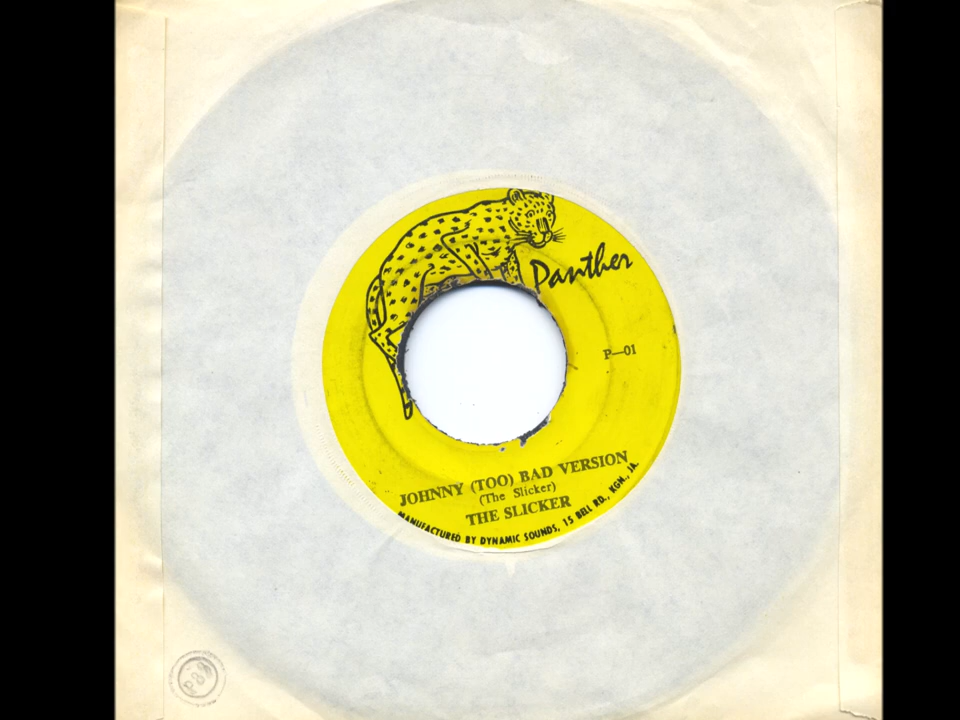 Panther
P—01
JOHNNY (TOO) BAD VERSION
(The Slicker)
THE SLICKER
MANUFACTURED BY DYNAMIC SOUNDS, 15 BELL RD., KGN., JA.